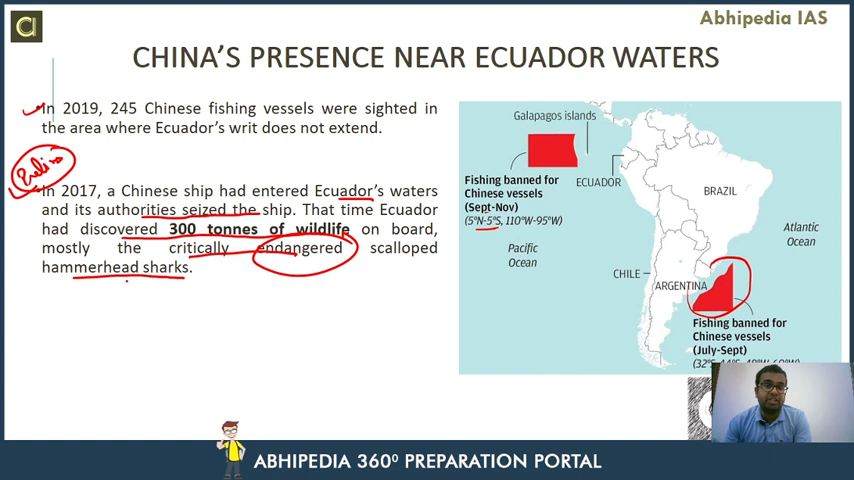 Abhipedia IAS
CHINA'S PRESENCE NEAR ECUADOR WATERS
In 2019, 245 Chinese fishing vessels were sighted in
the area where Ecuador's writ does not extend.
In 2017, a Chinese ship had entered Ecuador's waters
and its authorities seized the ship. That time Ecuador
had discovered 300 tonnes of wildlife on board,
mostly the critically endangered scalloped
hammerhead sharks.
Galapagos islands
Fishing banned for
Chinese vessels
(Sept-Nov)
(5°N-5°S, 110°W-95°W)
ECUADOR
BRAZIL
Pacific
Ocean
Atlantic
Ocean
CHILE
ARGENTINA
Fishing banned for
Chinese vessels
(July-Sept)
ABHIPEDIA 360⁰ PREPARATION PORTAL